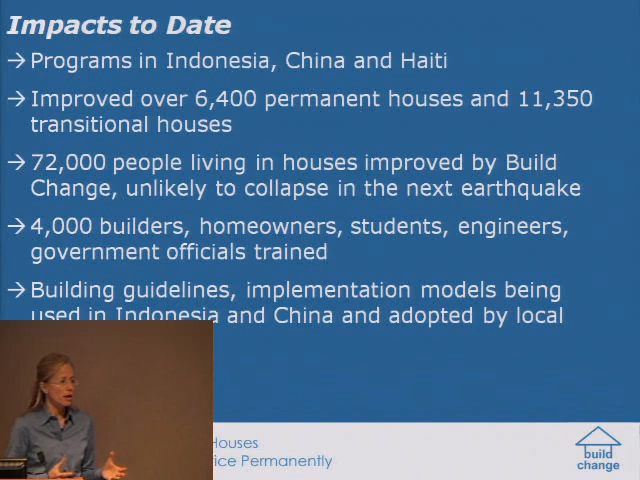 Impacts to Date
→ Programs in Indonesia, China and Haiti
→ Improved over 6,400 permanent houses and 11,350
transitional houses
→ 72,000 people living in houses improved by Build
Change, unlikely to collapse in the next earthquake
→ 4,000 builders, homeowners, students, engineers,
government officials trained
→ Building guidelines, implementation models being
used in Indonesia and China and adopted by local
Houses
Permanently
build
change